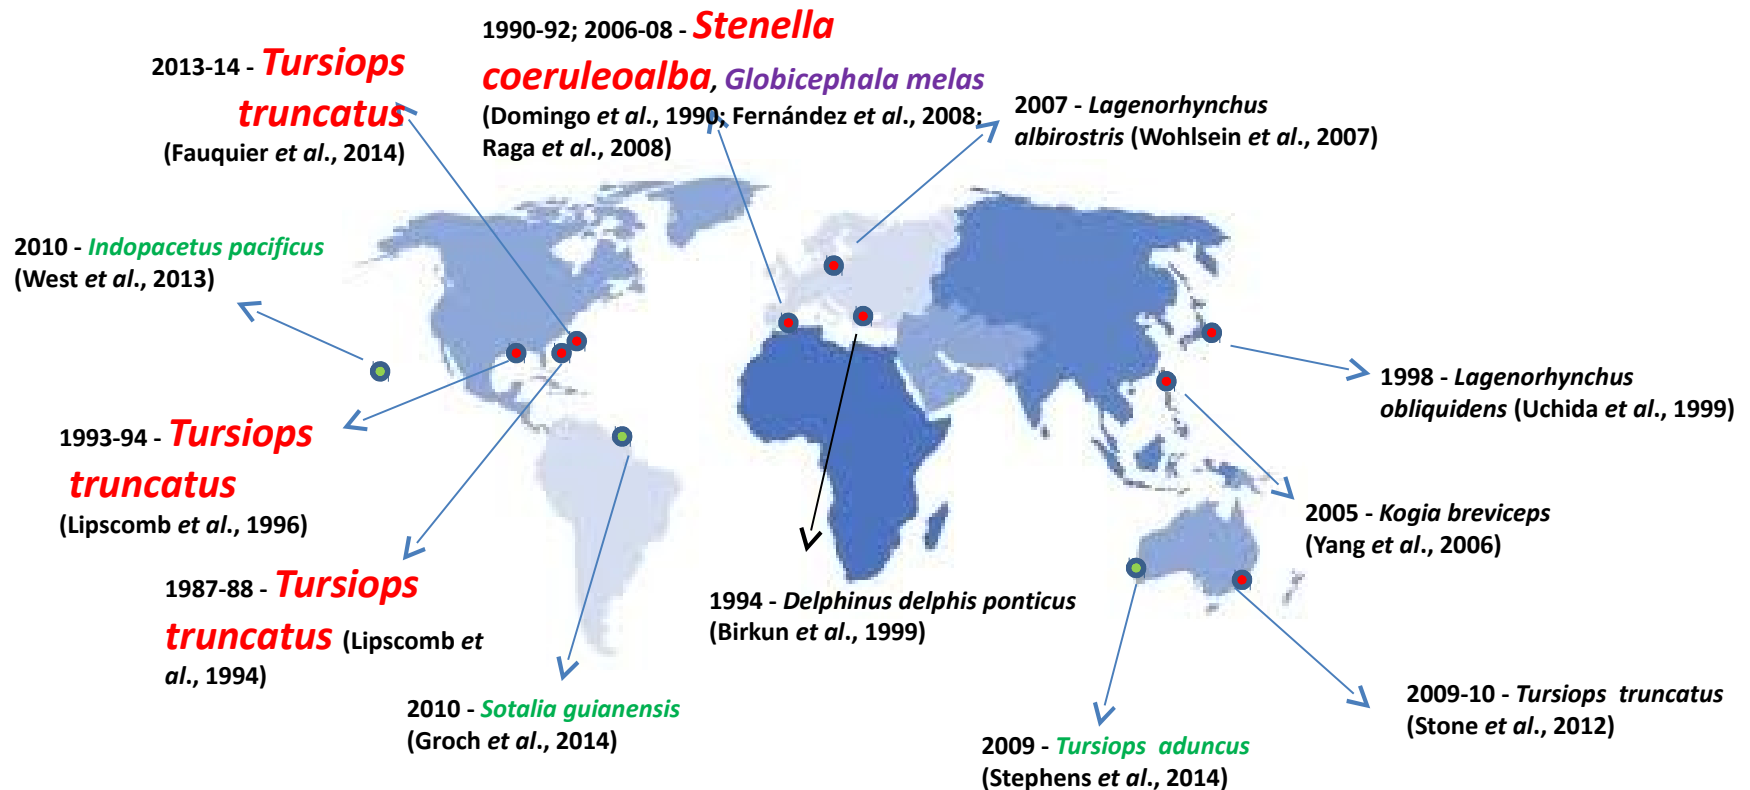 1990-92; 2006-08 - Stenella
coeruleoalba, Globicephala melas
(Domingo et al., 1990; Fernández et al., 2008;
Raga et al., 2008)
2013-14 - Tursiops
truncatus
(Fauquier et al., 2014)
2007 - Lagenorhynchus
albirostris (Wohlsein et al., 2007)
2010 - Indopacetus pacificus
(West et al., 2013)
1998 - Lagenorhynchus
obliquidens (Uchida et al., 1999)
1993-94 - Tursiops
truncatus
(Lipscomb et al., 1996)
2005 - Kogia breviceps
(Yang et al., 2006)
1987-88 - Tursiops
truncatus (Lipscomb et
al., 1994)
1994 - Delphinus delphis ponticus
(Birkun et al., 1999)
2010 - Sotalia guianensis
(Groch et al., 2014)
2009-10 - Tursiops truncatus
(Stone et al., 2012)
2009 - Tursiops aduncus
(Stephens et al., 2014)